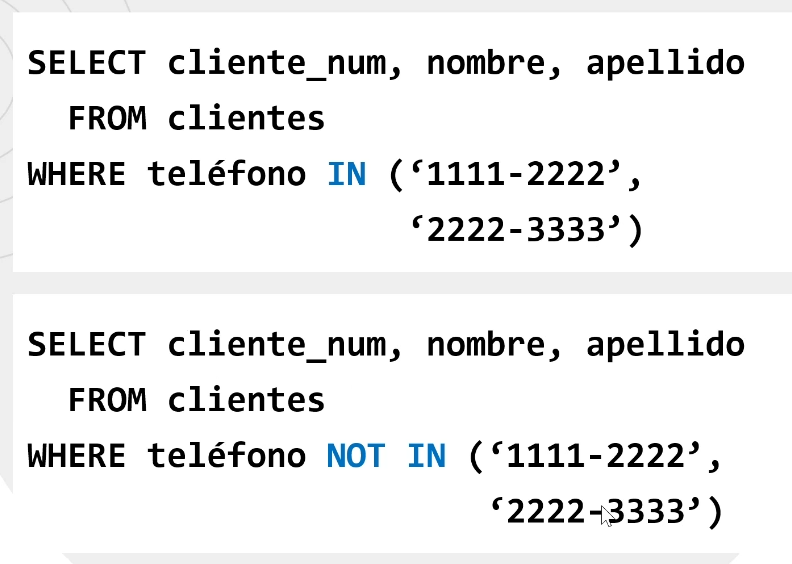 SELECT cliente_num, nombre, apellido
FROM clientes
WHERE teléfono IN (‘1111-2222’,
‘2222-3333’)
SELECT cliente_num, nombre, apellido
FROM clientes
WHERE teléfono NOT IN (‘1111-2222’,
‘2222-3333’)